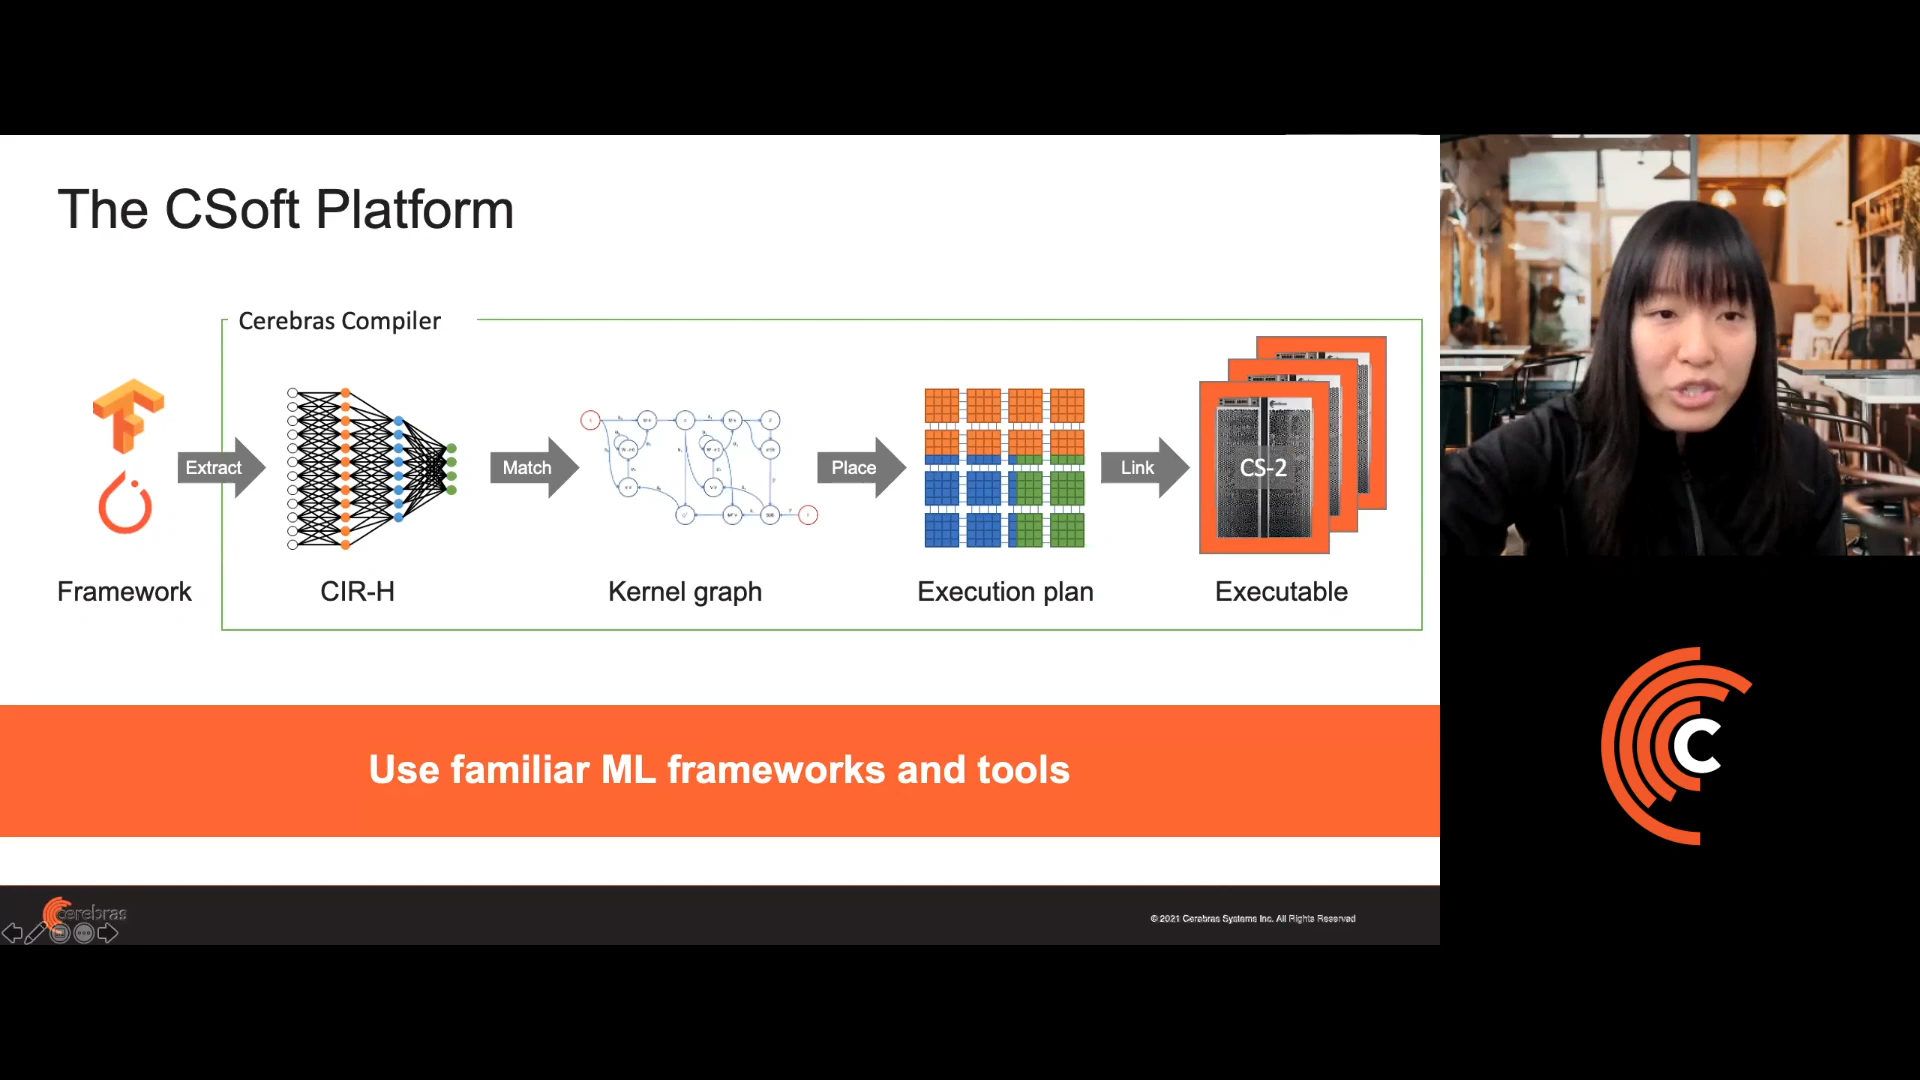 The CSoft Platform
Cerebras Compiler
Extract
Match
Place
Link
CS-2
Framework
CIR-H
Kernel graph
Execution plan
Executable
Use familiar ML frameworks and tools
cerebras
© 2021 Cerebras Systems Inc. All Rights Reserved
C